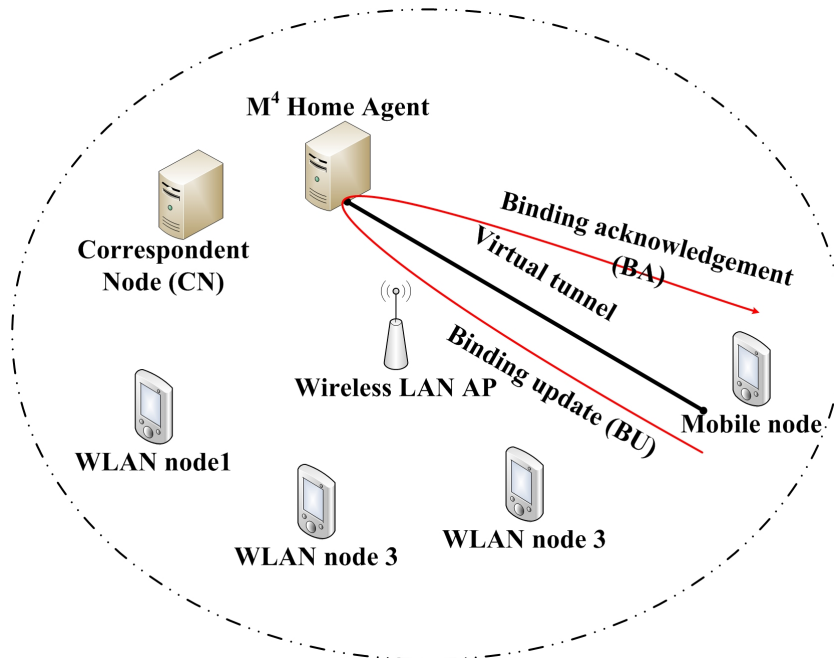 M⁴ Home Agent
Correspondent
Node (CN)
Binding acknowledgement
(BA)
Virtual tunnel
Binding update (BU)
Wireless LAN AP
Mobile node
WLAN node1
WLAN node 3
WLAN node 3